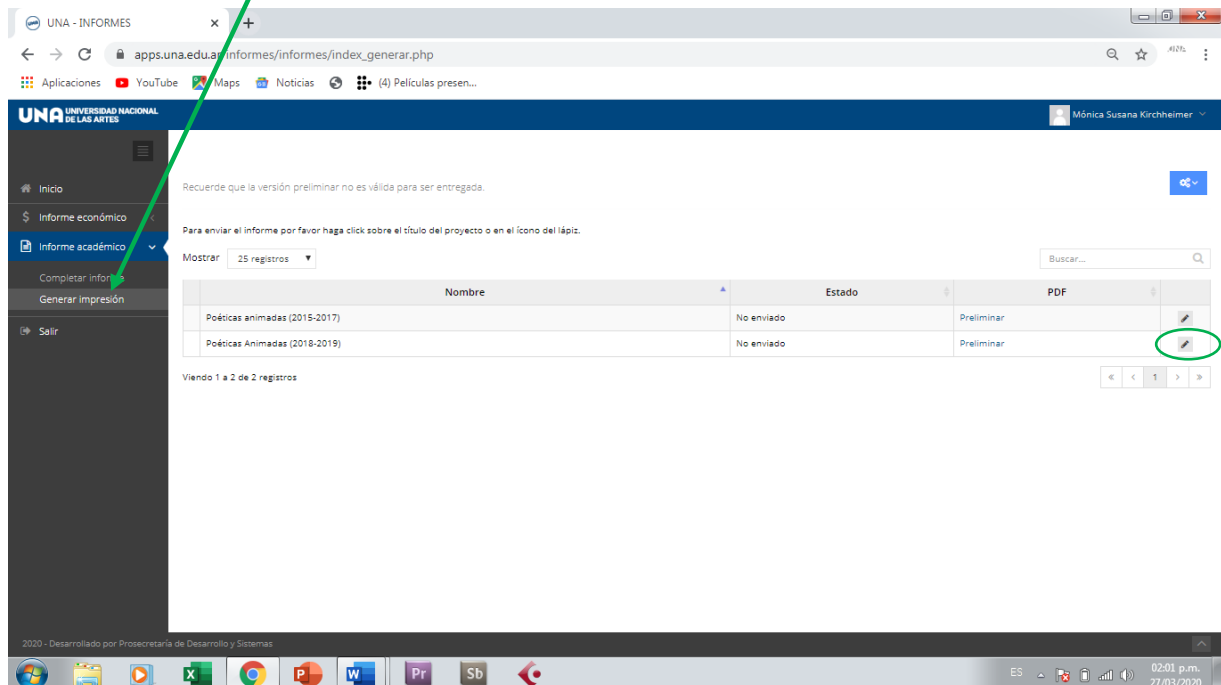 UNA - INFORMES
apps.una.edu.ar/informes/informes/index_generar.php
Aplicaciones YouTube Maps Noticias (4) Películas presen...
UNA UNIVERSIDAD NACIONAL
DE LAS ARTES
Mónica Susana Kirchheimer
Inicio
Recuerde que la versión preliminar no es válida para ser entregada.
$ Informe económico
Para enviar el informe por favor haga click sobre el título del proyecto o en el ícono del lápiz.
Informe académico
Mostrar 25 registros
Buscar...
Completar informe
Generar impresión
Salir
Nombre Estado PDF
Poéticas animadas (2015-2017) No enviado Preliminar
Poéticas Animadas (2018-2019) No enviado Preliminar
Viendo 1 a 2 de 2 registros
« < 1 > »
2020 - Desarrollado por Prosecretaría de Desarrollo y Sistemas
Pr Sb
ES
02:01 p.m.
27/03/2020